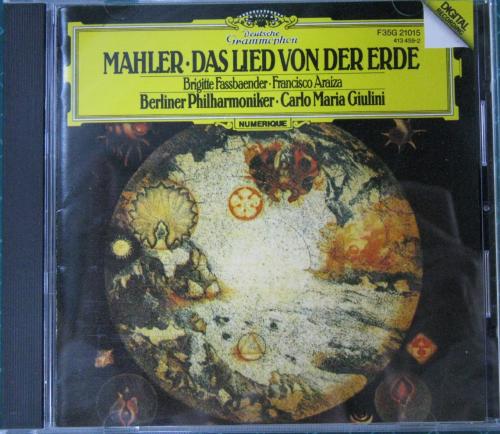 Deutsche
Grammophon
F35G 21015
413 459-2
DIGITAL
RECORDING
MAHLER·DAS LIED VON DER ERDE
Brigitte Fassbaender·Francisco Araiza
Berliner Philharmoniker·Carlo Maria Giulini
NUMERIQUE